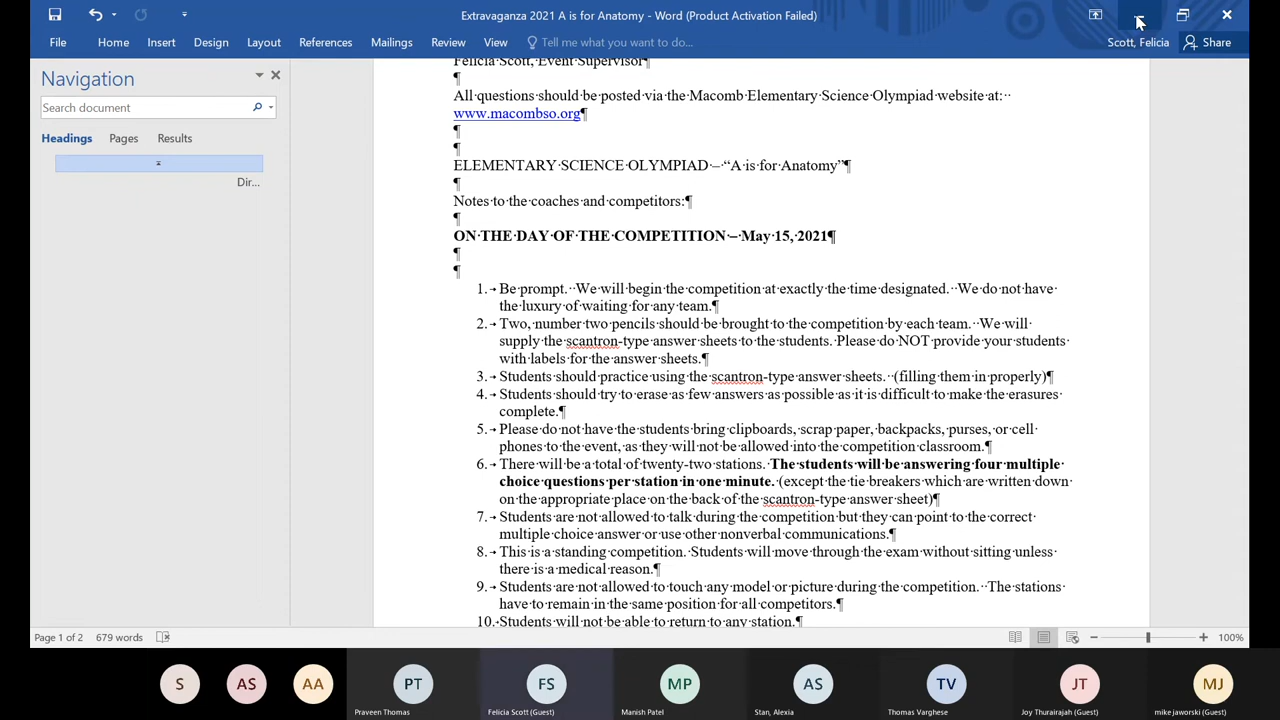 Extravaganza 2021 A is for Anatomy - Word (Product Activation Failed)
File Home Insert Design Layout References Mailings Review View Tell me what you want to do... Scott, Felicia Share
Navigation
Search document
Headings Pages Results
Dir...
Felicia Scott, Event Supervisor¶
¶
All·questions·should·be·posted·via·the·Macomb·Elementary·Science·Olympiad·website·at:··
www.macombso.org¶
¶
¶
ELEMENTARY·SCIENCE·OLYMPIAD·–·“A·is·for·Anatomy”¶
¶
Notes·to·the·coaches·and·competitors:¶
¶
ON·THE·DAY·OF·THE·COMPETITION·–·May·15,·2021¶
¶
¶
1.→Be·prompt.··We·will·begin·the·competition·at·exactly·the·time·designated.··We·do·not·have·
the·luxury·of·waiting·for·any·team.¶
2.→Two,·number·two·pencils·should·be·brought·to·the·competition·by·each·team.··We·will·
supply·the·scantron-type·answer·sheets·to·the·students.·Please·do·NOT·provide·your·students·
with·labels·for·the·answer·sheets.¶
3.→Students·should·practice·using·the·scantron-type·answer·sheets.··(filling·them·in·properly)¶
4.→Students·should·try·to·erase·as·few·answers·as·possible·as·it·is·difficult·to·make·the·erasures·
complete.¶
5.→Please·do·not·have·the·students·bring·clipboards,·scrap·paper,·backpacks,·purses,·or·cell·
phones·to·the·event,·as·they·will·not·be·allowed·into·the·competition·classroom.¶
6.→There·will·be·a·total·of·twenty-two·stations.·The·students·will·be·answering·four·multiple·
choice·questions·per·station·in·one·minute.·(except·the·tie·breakers·which·are·written·down·
on·the·appropriate·place·on·the·back·of·the·scantron-type·answer·sheet)¶
7.→Students·are·not·allowed·to·talk·during·the·competition·but·they·can·point·to·the·correct·
multiple·choice·answer·or·use·other·nonverbal·communications.¶
8.→This·is·a·standing·competition.·Students·will·move·through·the·exam·without·sitting·unless·
there·is·a·medical·reason.¶
9.→Students·are·not·allowed·to·touch·any·model·or·picture·during·the·competition.··The·stations·
have·to·remain·in·the·same·position·for·all·competitors.¶
10.→Students·will·not·be·able·to·return·to·any·station.¶
Page 1 of 2 679 words 100%
S AS AA PT FS MP AS TV JT MJ
Praveen Thomas Felicia Scott (Guest) Manish Patel Stan, Alexia Thomas Varghese Joy Thurairajah (Guest) mike jaworski (Guest)